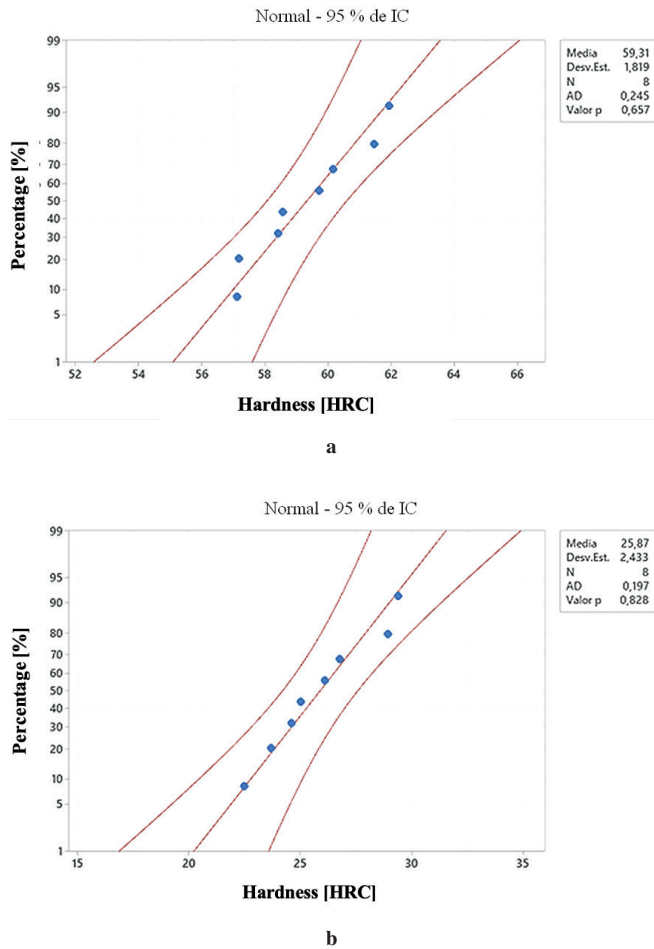 Normal - 95 % de IC
99
95
90
80
70
60
50
40
30
20
10
5
1
Percentage [%]
52 54 56 58 60 62 64 66
Hardness [HRC]
Media 59,31
Desv.Est. 1,819
N 8
AD 0,245
Valor p 0,657
a
Normal - 95 % de IC
99
95
90
80
70
60
50
40
30
20
10
5
1
Percentage [%]
15 20 25 30 35
Hardness [HRC]
Media 25,87
Desv.Est. 2,433
N 8
AD 0,197
Valor p 0,828
b